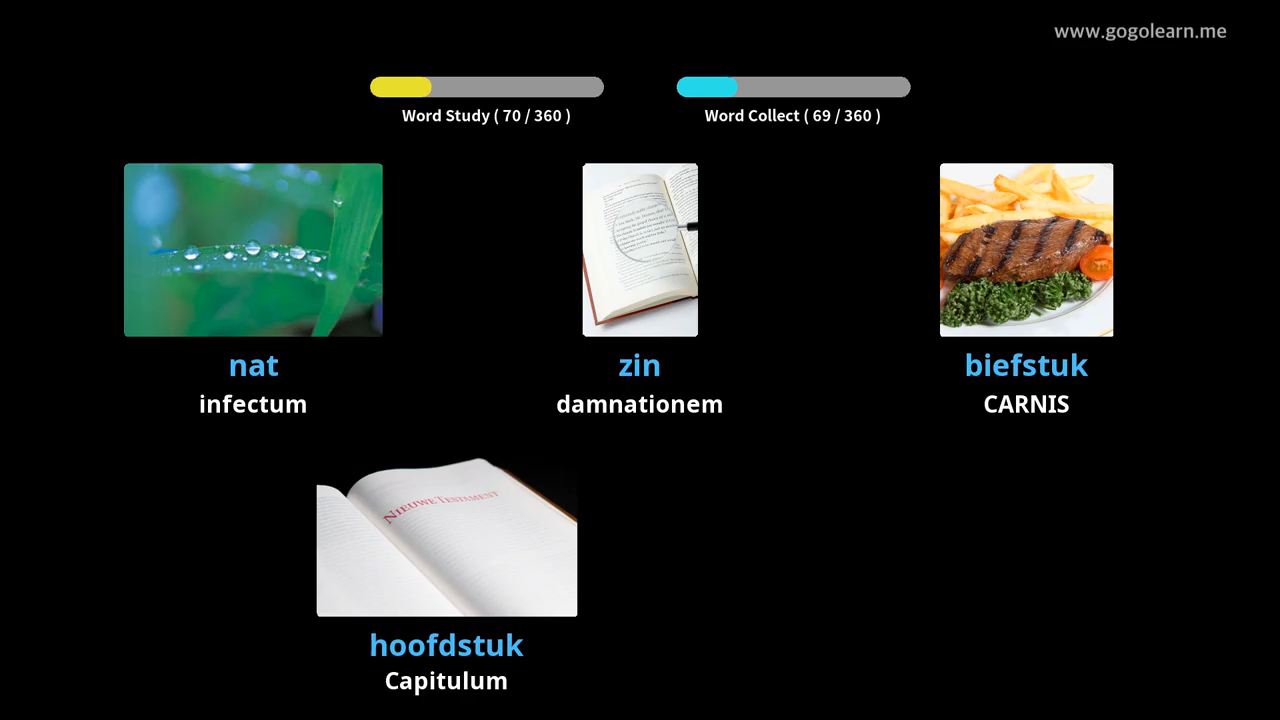 www.gogolearn.me
Word Study ( 70 / 360 )
Word Collect ( 69 / 360 )
nat
infectum
zin
damnationem
biefstuk
CARNIS
NIEUWE TESTAMENT
hoofdstuk
Capitulum